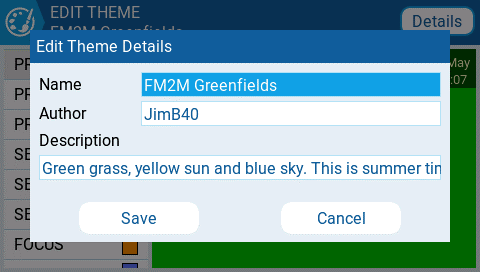 EDIT THEME
FM2M Greenfields
Details
Edit Theme Details
May
:07
Name
FM2M Greenfields
Author
JimB40
Description
Green grass, yellow sun and blue sky. This is summer tim
Save
Cancel
FOCUS